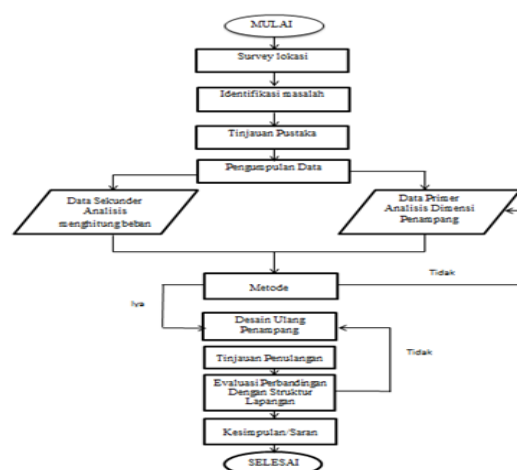 MULAI
Survey lokasi
Identifikasi masalah
Tinjauan Pustaka
Pengumpulan Data
Data Sekunder
Analisis
menghitung beban
Data Primer
Analisis Dimensi
Penampang
Tidak
Metode
Iya
Desain Ulang
Penampang
Tidak
Tinjauan Penulangan
Evaluasi Perbandingan
Dengan Struktur
Lapangan
Kesimpulan/Saran
SELESAI